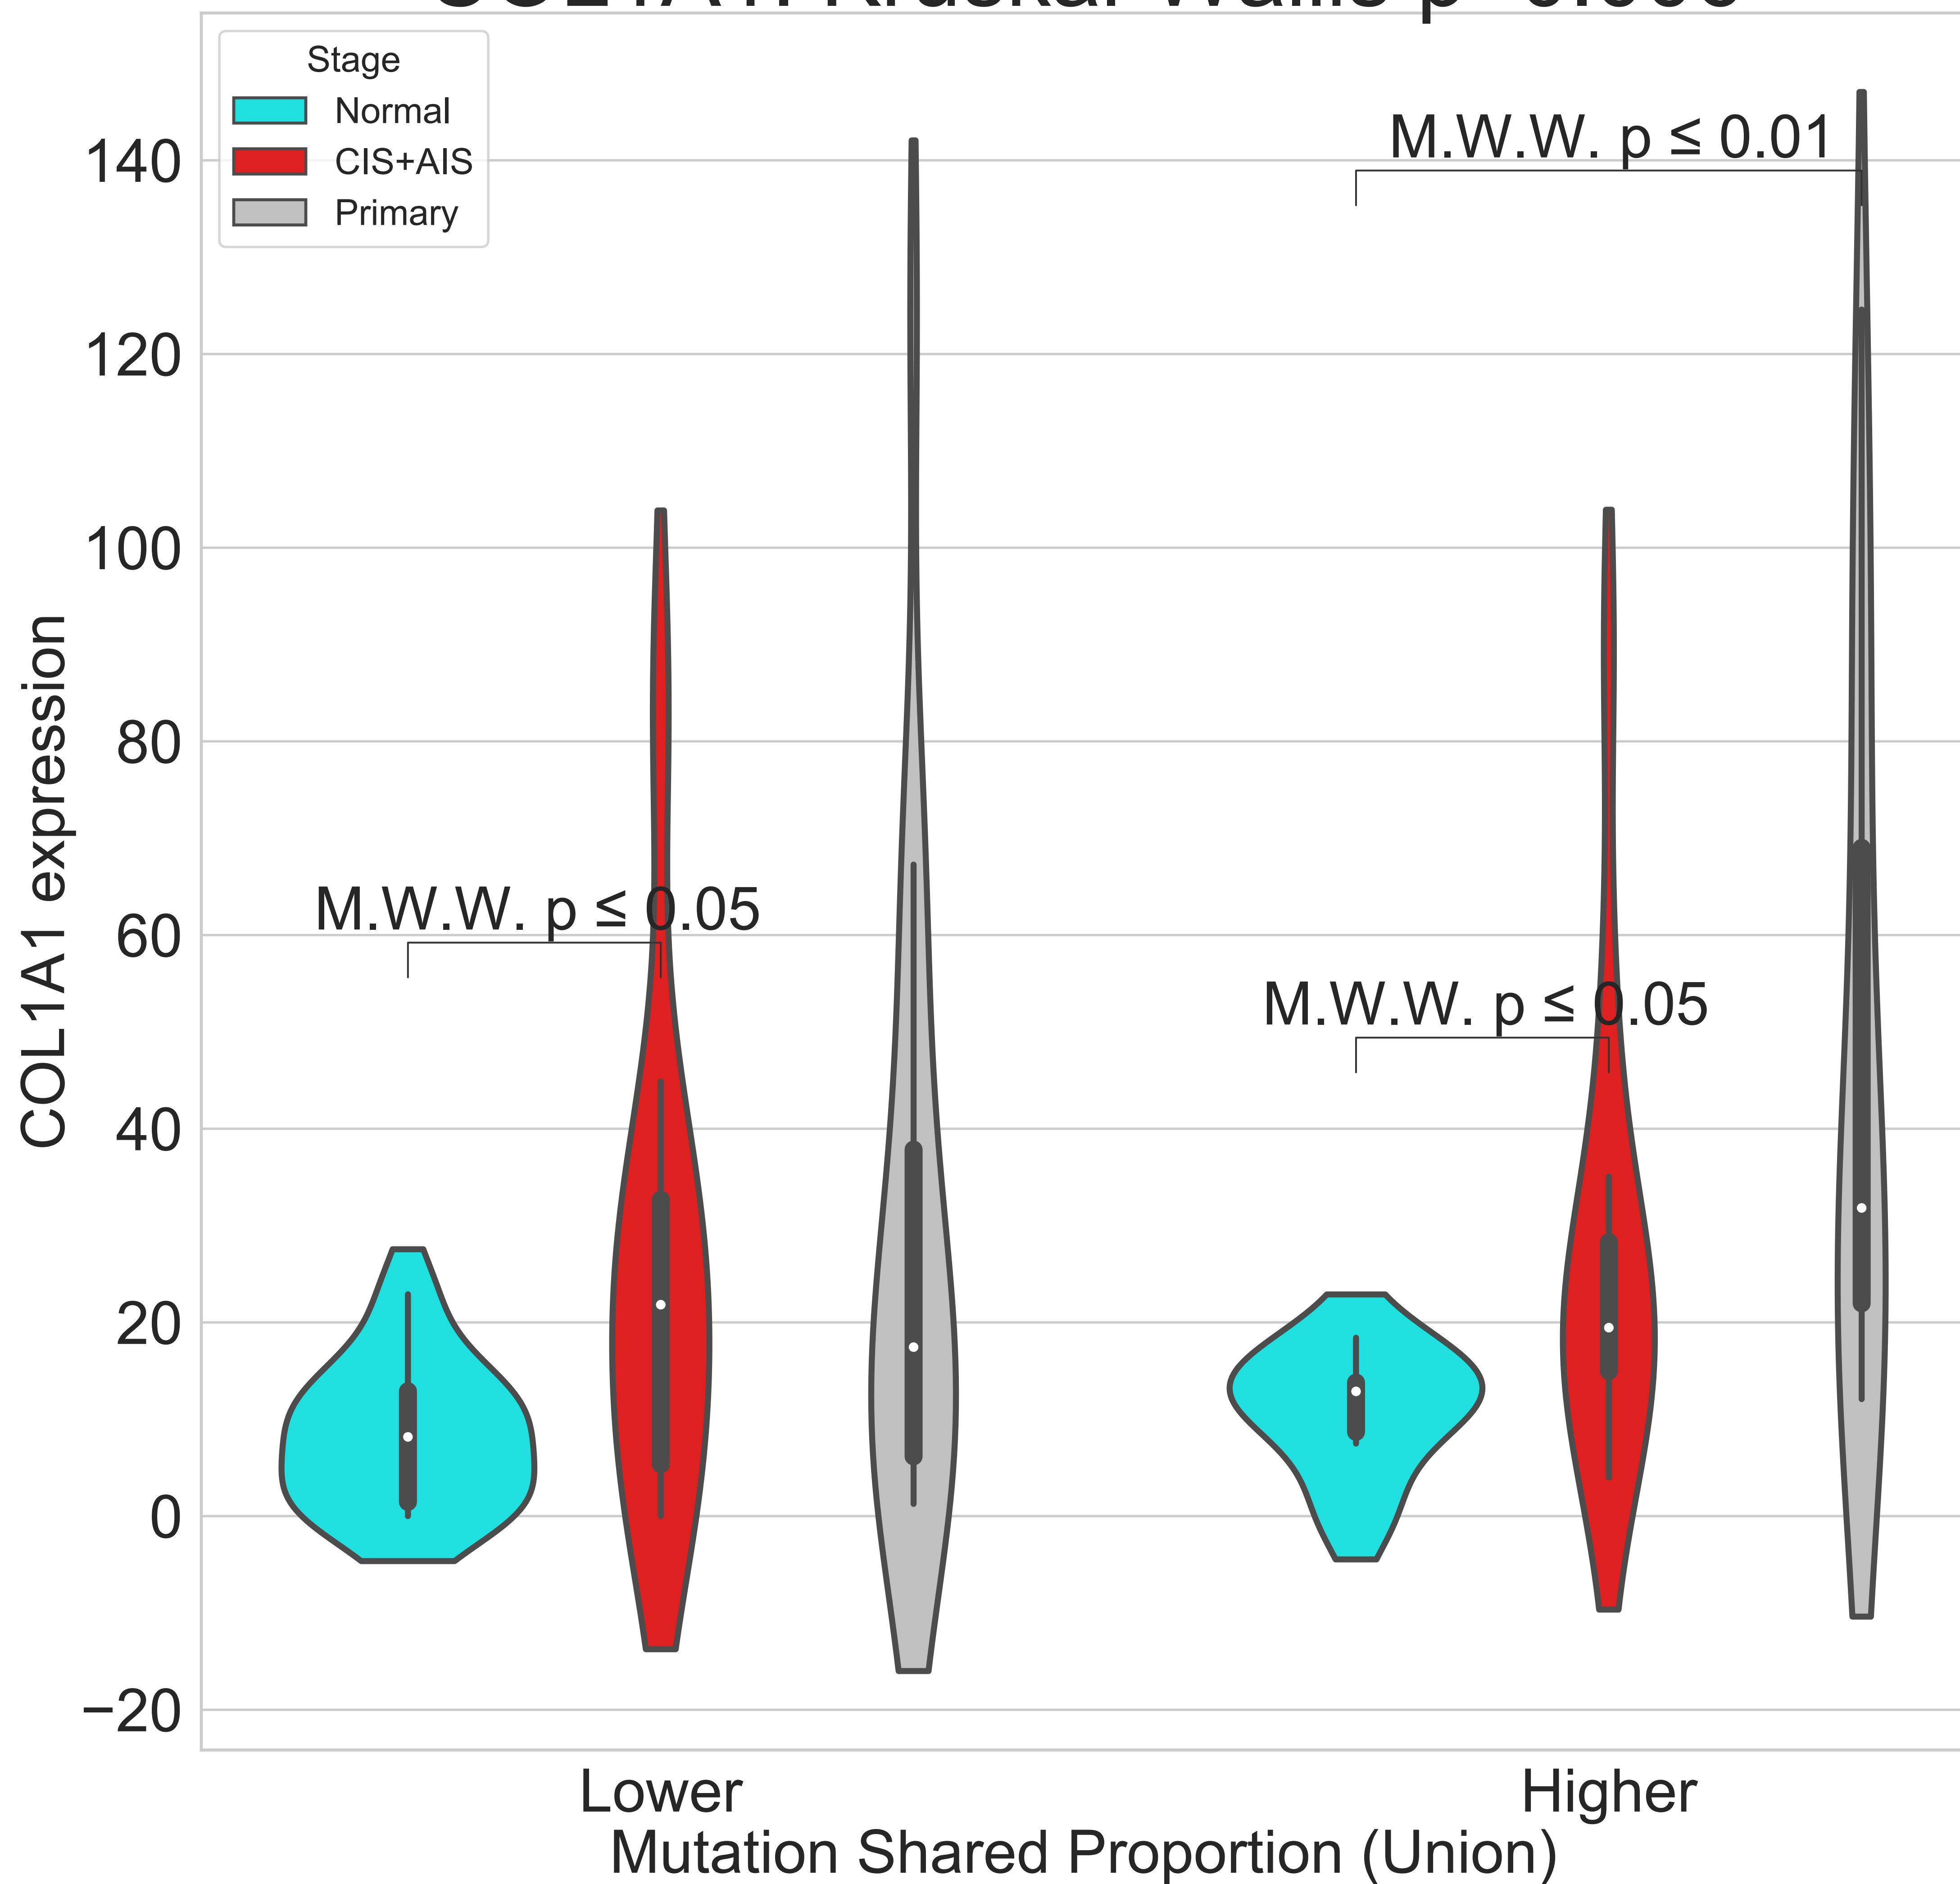 Stage
Normal
CIS+AIS
Primary
M.W.W. p ≤ 0.01
M.W.W. p ≤ 0.05
M.W.W. p ≤ 0.05
140
120
100
80
60
40
20
0
−20
COL1A1 expression
Lower
Higher
Mutation Shared Proportion (Union)